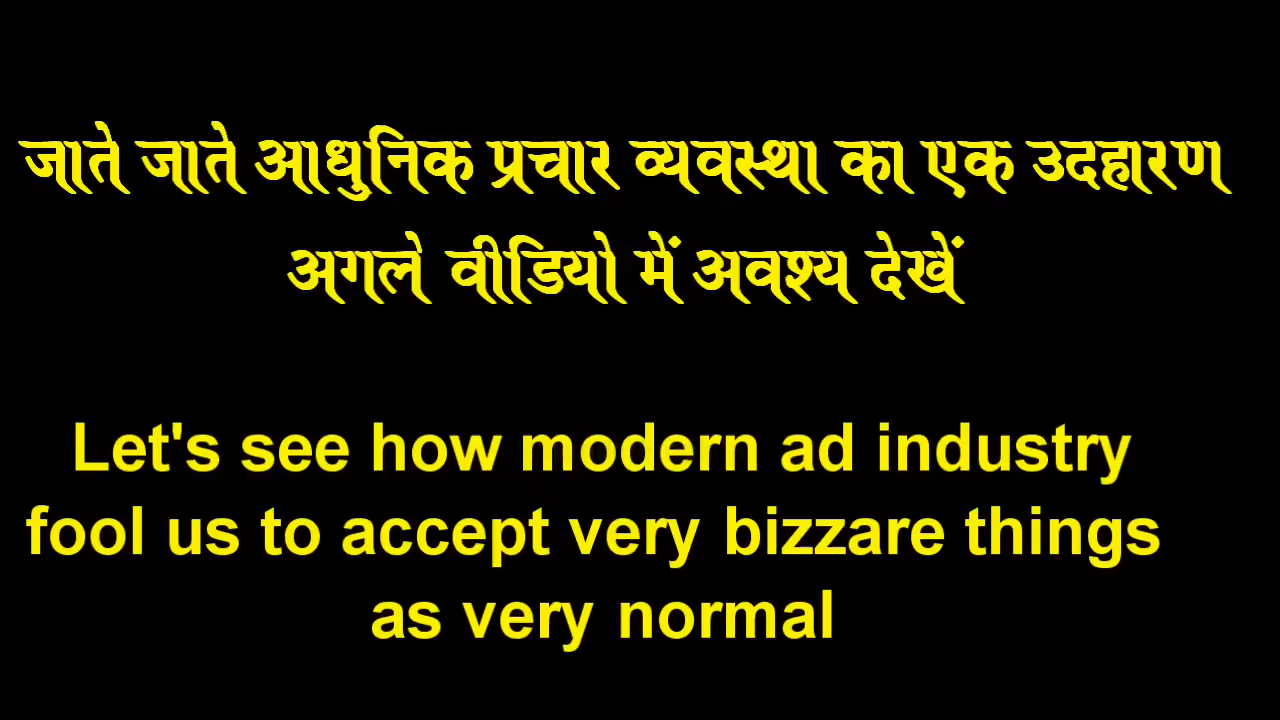 जाते जाते आधुनिक प्रचार व्यवस्था का एक उदहारण
अगले वीडियो में अवश्य देखें
Let's see how modern ad industry
fool us to accept very bizzare things
as very normal